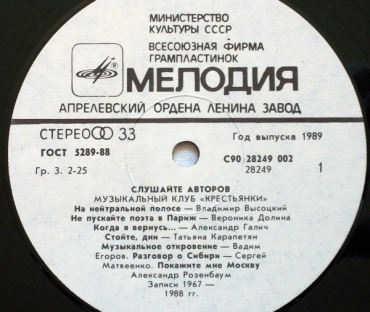 МИНИСТЕРСТВО
КУЛЬТУРЫ СССР
ВСЕСОЮЗНАЯ ФИРМА
ГРАМПЛАСТИНОК
МЕЛОДИЯ
АПРЕЛЕВСКИЙ ОРДЕНА ЛЕНИНА ЗАВОД
СТЕРЕО 33
Год выпуска 1989
ГОСТ 5289-88
С90 28249 002
Гр. 3. 2-25
28249 1
СЛУШАЙТЕ АВТОРОВ
МУЗЫКАЛЬНЫЙ КЛУБ «КРЕСТЬЯНКИ»
На нейтральной полосе — Владимир Высоцкий
Не пускайте поэта в Париж — Вероника Долина
Когда я вернусь... — Александр Галич
Стойте, дни — Татьяна Карапетян
Музыкальное откровение — Вадим
Егоров. Разговор о Сибири — Сергей
Матвеенко. Покажите мне Москву
Александр Розенбаум
Записи 1967 —
1988 гг.